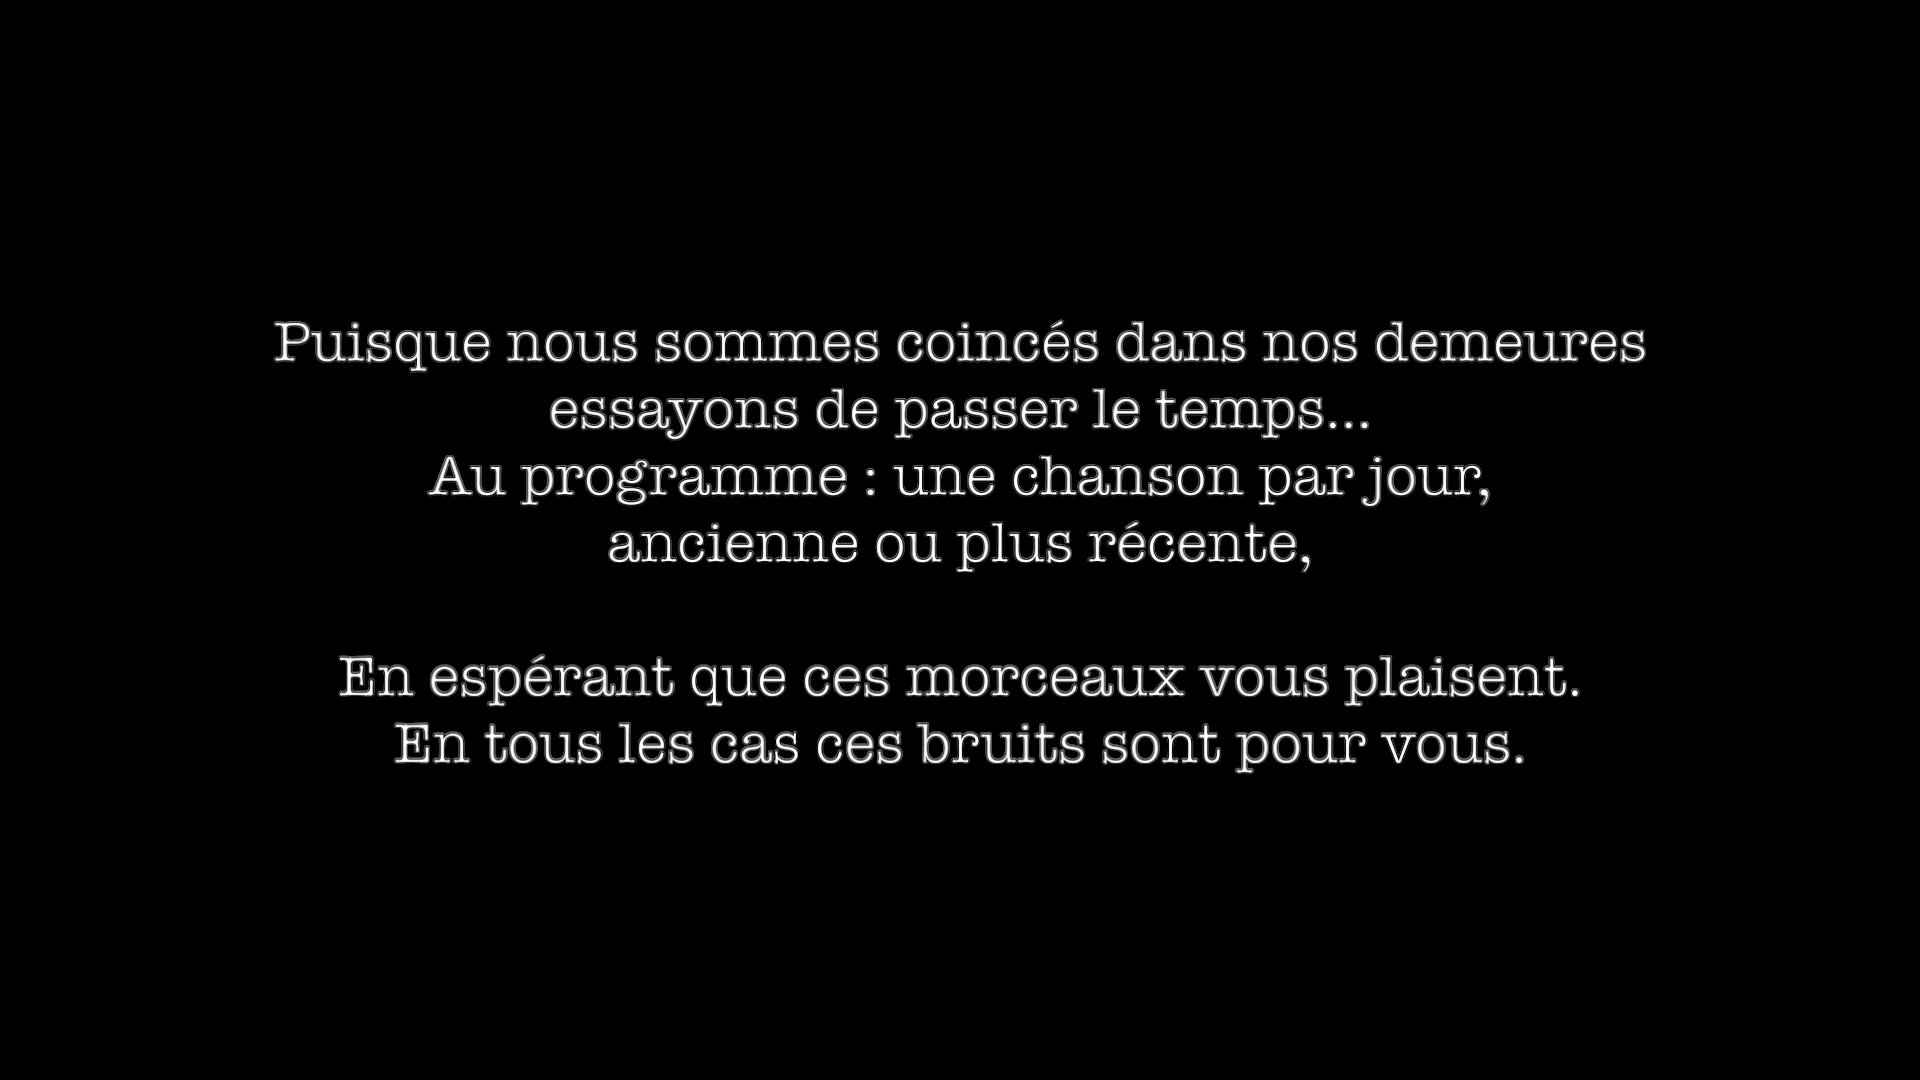 Puisque nous sommes coincés dans nos demeures
essayons de passer le temps...
Au programme : une chanson par jour,
ancienne ou plus récente,
En espérant que ces morceaux vous plaisent.
En tous les cas ces bruits sont pour vous.